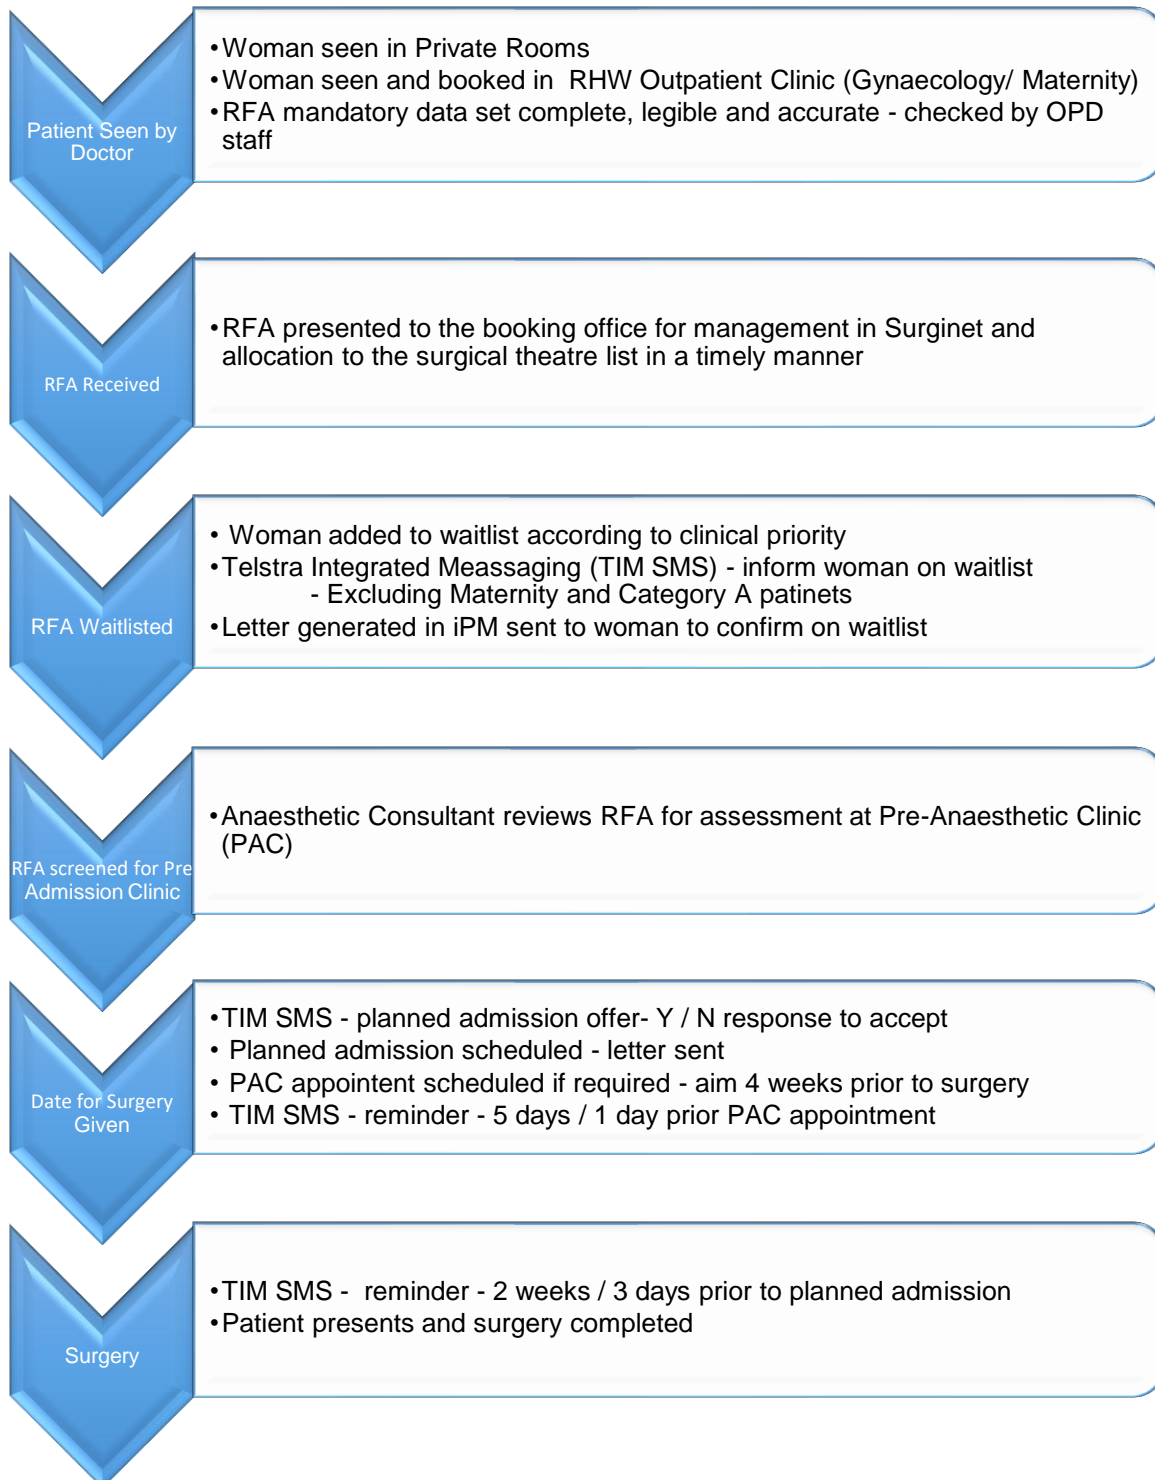 Patient Seen by
Doctor
•Woman seen in Private Rooms
•Woman seen and booked in  RHW Outpatient Clinic (Gynaecology/ Maternity)
•RFA mandatory data set complete, legible and accurate - checked by OPD
staff
RFA Received
•RFA presented to the booking office for management in Surginet and
allocation to the surgical theatre list in a timely manner
RFA Waitlisted
• Woman added to waitlist according to clinical priority
•Telstra Integrated Meassaging (TIM SMS) - inform woman on waitlist
- Excluding Maternity and Category A patinets
•Letter generated in iPM sent to woman to confirm on waitlist
RFA screened for Pre
Admission Clinic
•Anaesthetic Consultant reviews RFA for assessment at Pre-Anaesthetic Clinic
(PAC)
Date for Surgery
Given
•TIM SMS - planned admission offer- Y / N response to accept
• Planned admission scheduled - letter sent
•PAC appointent scheduled if required - aim 4 weeks prior to surgery
• TIM SMS - reminder - 5 days / 1 day prior PAC appointment
Surgery
•TIM SMS -  reminder - 2 weeks / 3 days prior to planned admission
•Patient presents and surgery completed